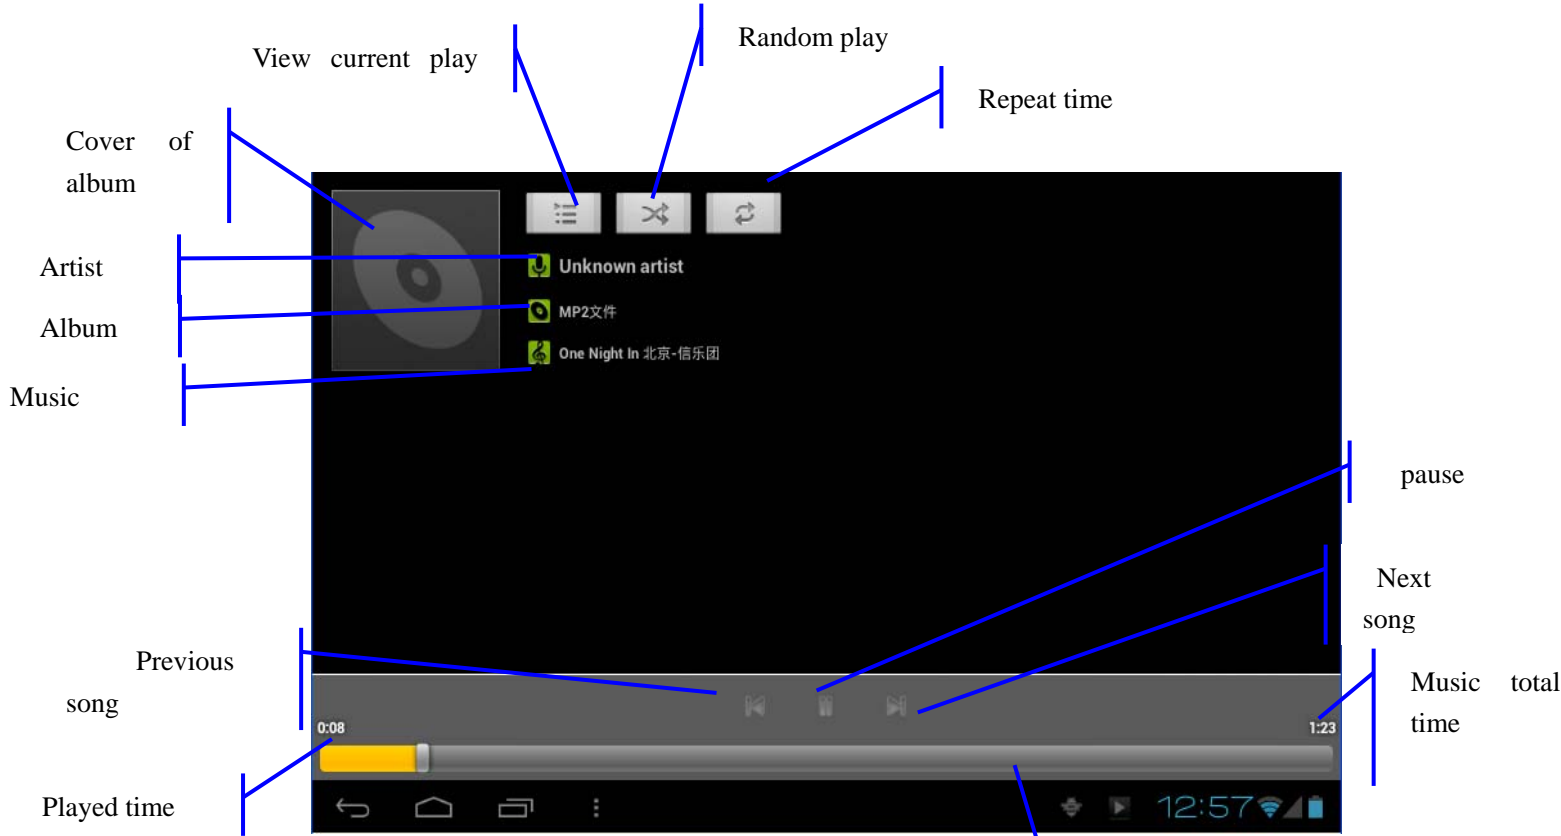 Random play
View current play
Repeat time
Cover of
album
Artist
Unknown artist
Album
MP2文件
One Night In 北京-信乐团
Music
pause
Next
song
Previous
song
Music total
time
0:08
1:23
Played time
12:57